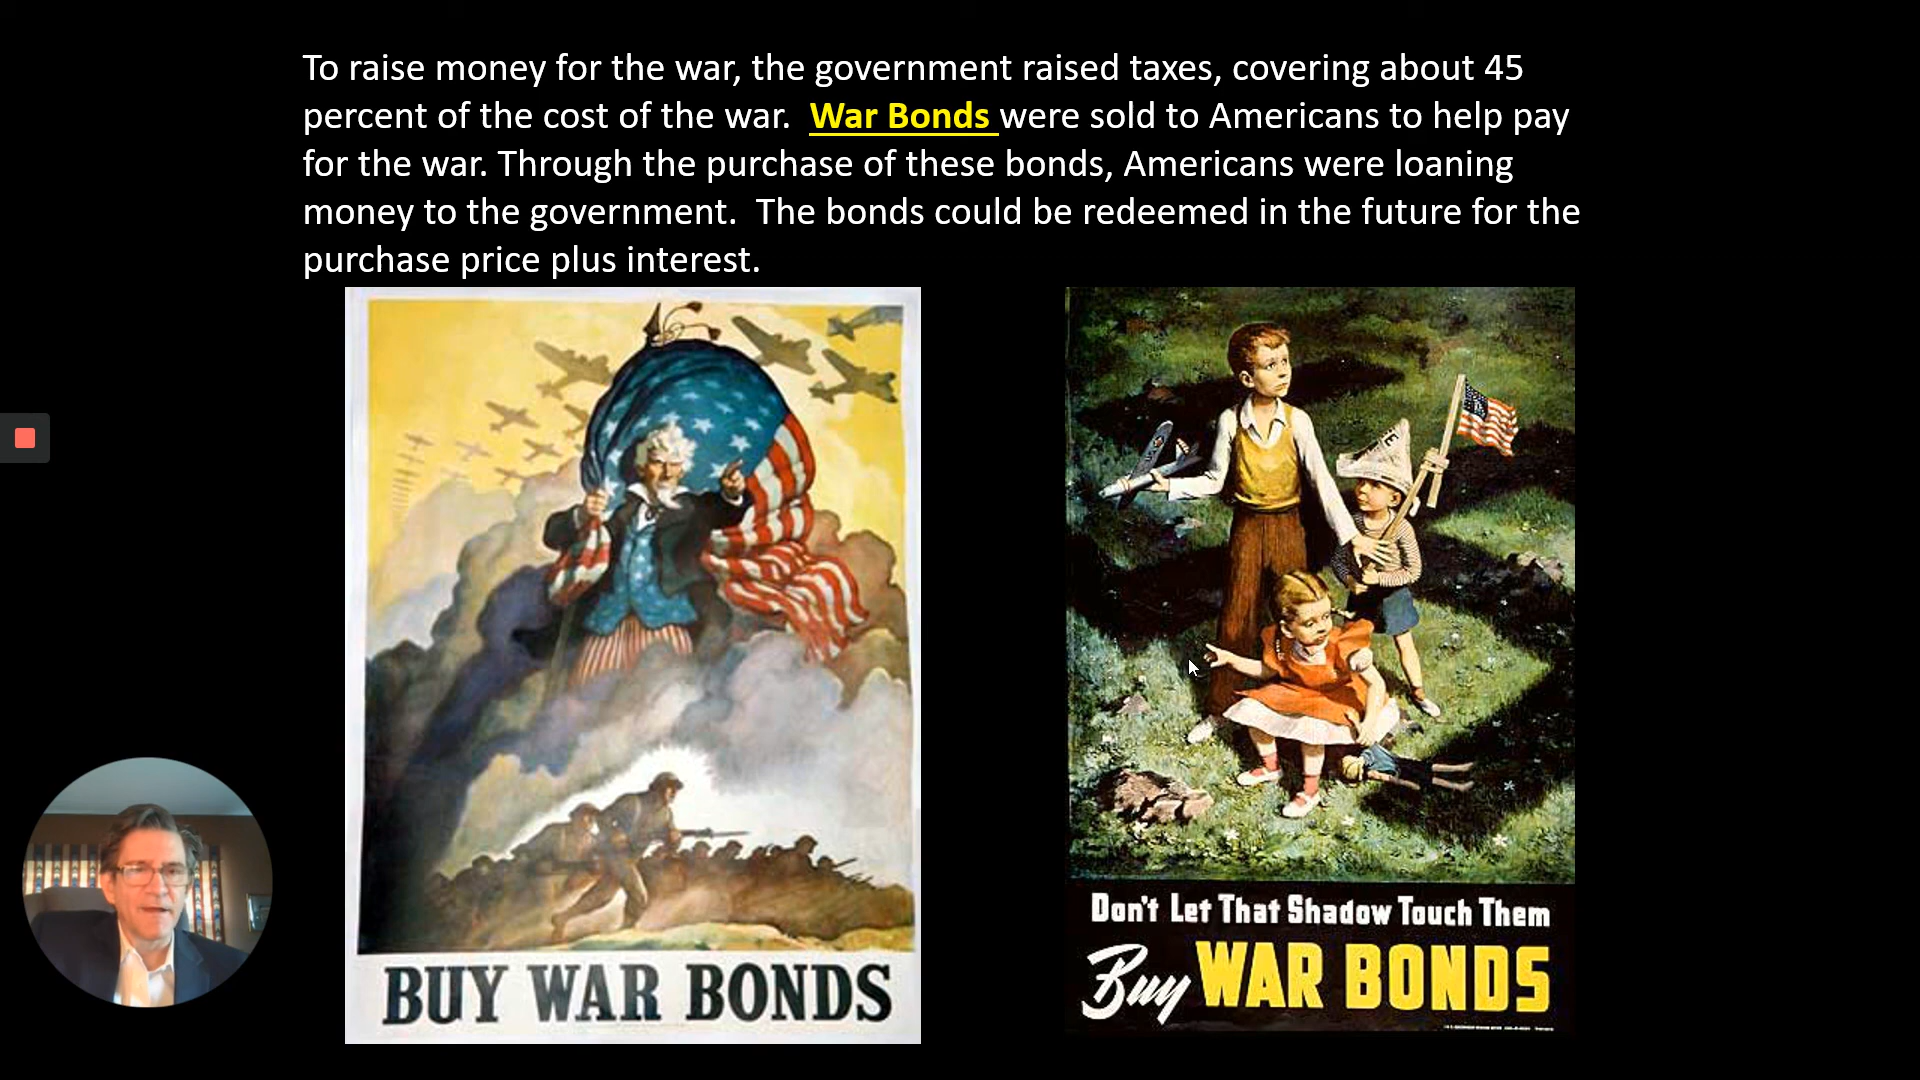 To raise money for the war, the government raised taxes, covering about 45
percent of the cost of the war.  War Bonds were sold to Americans to help pay
for the war. Through the purchase of these bonds, Americans were loaning
money to the government.  The bonds could be redeemed in the future for the
purchase price plus interest.
BUY WAR BONDS
Don't Let That Shadow Touch Them
Buy WAR BONDS